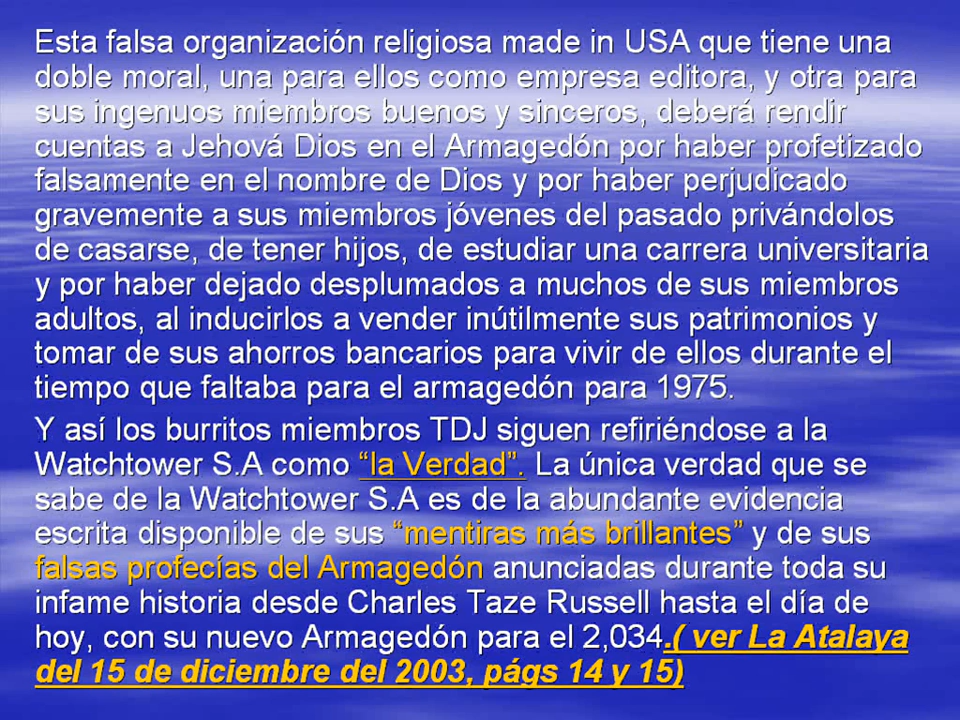 Esta falsa organización religiosa made in USA que tiene una
doble moral, una para ellos como empresa editora, y otra para
sus ingenuos miembros buenos y sinceros, deberá rendir
cuentas a Jehová Dios en el Armagedón por haber profetizado
falsamente en el nombre de Dios y por haber perjudicado
gravemente a sus miembros jóvenes del pasado privándolos
de casarse, de tener hijos, de estudiar una carrera universitaria
y por haber dejado desplumados a muchos de sus miembros
adultos, al inducirlos a vender inútilmente sus patrimonios y
tomar de sus ahorros bancarios para vivir de ellos durante el
tiempo que faltaba para el armagedón para 1975.
Y así los burritos miembros TDJ siguen refiriéndose a la
Watchtower S.A como “la Verdad”. La única verdad que se
sabe de la Watchtower S.A es de la abundante evidencia
escrita disponible de sus “mentiras más brillantes” y de sus
falsas profecías del Armagedón anunciadas durante toda su
infame historia desde Charles Taze Russell hasta el día de
hoy, con su nuevo Armagedón para el 2,034.( ver La Atalaya
del 15 de diciembre del 2003, págs 14 y 15)